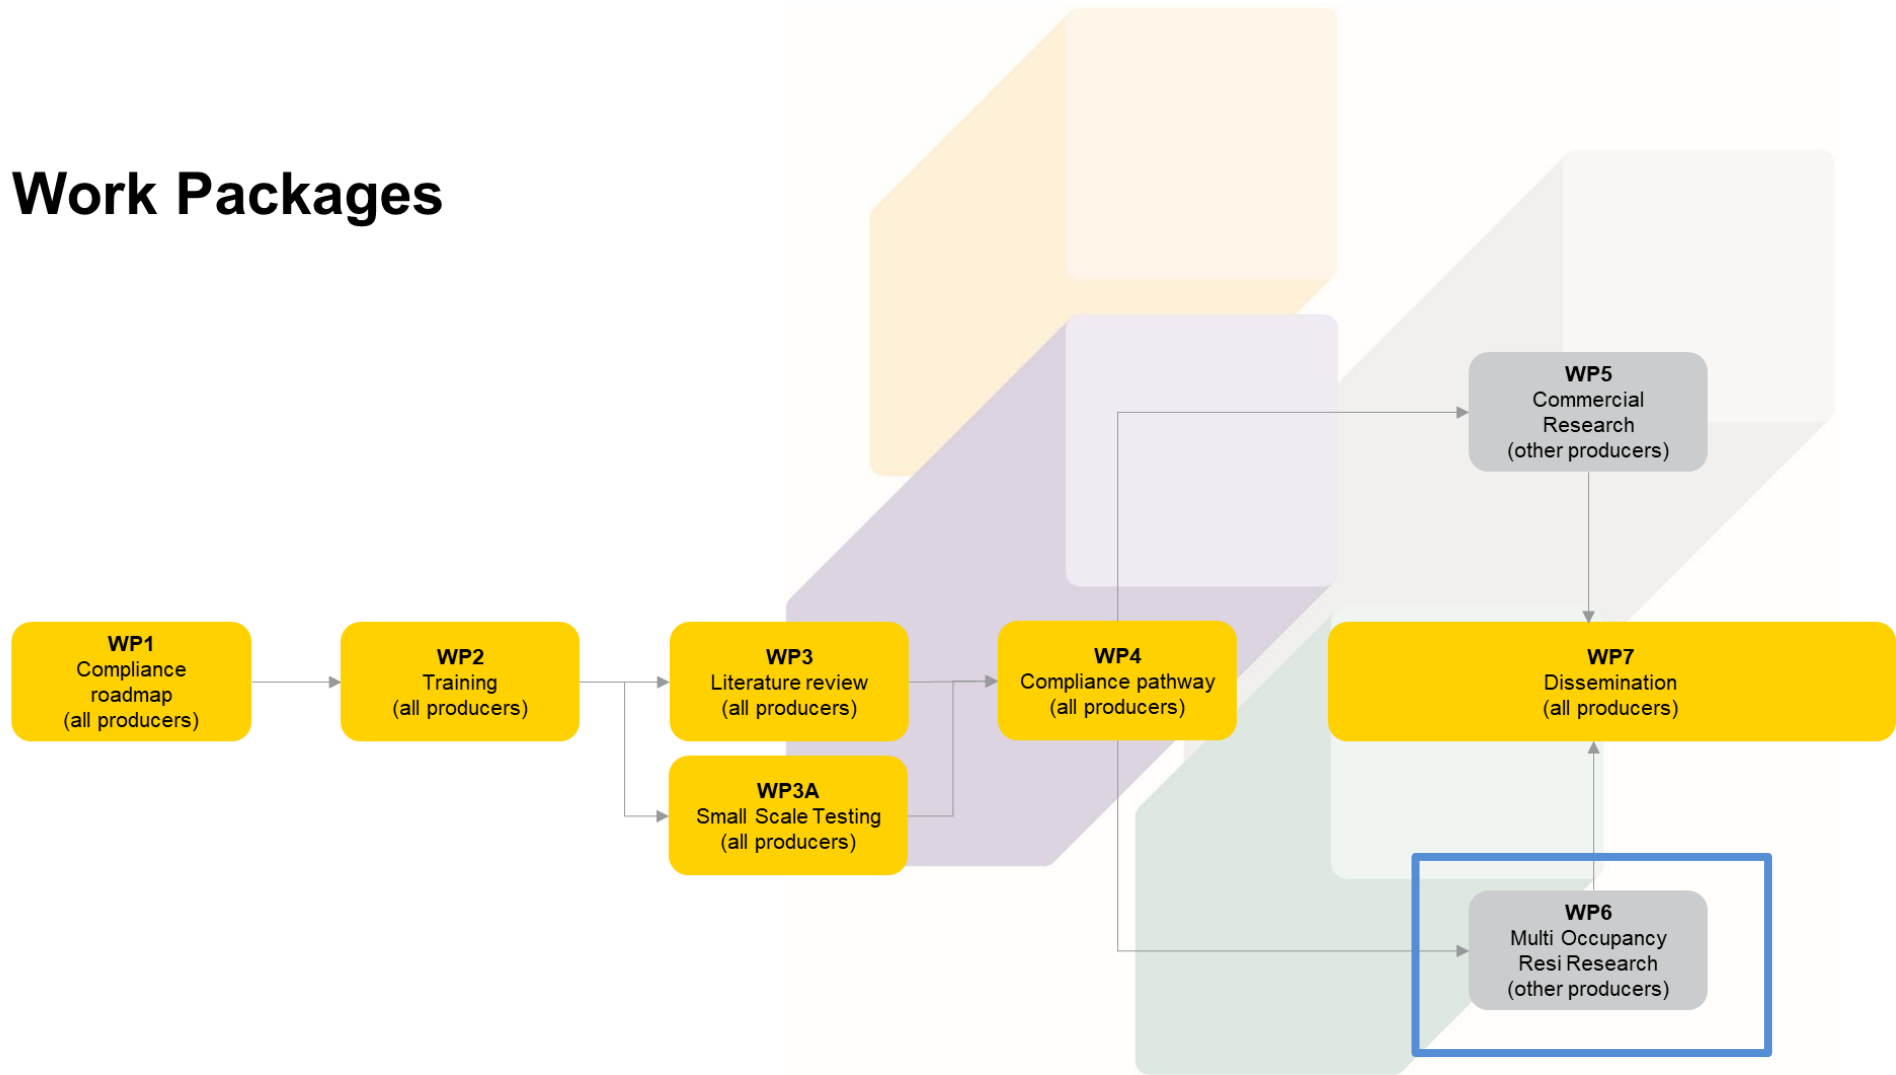 Work Packages
WP1
Compliance
roadmap
(all producers)
WP2
Training
(all producers)
WP3
Literature review
(all producers)
WP3A
Small Scale Testing
(all producers)
WP4
Compliance pathway
(all producers)
WP5
Commercial
Research
(other producers)
WP7
Dissemination
(all producers)
WP6
Multi Occupancy
Resi Research
(other producers)